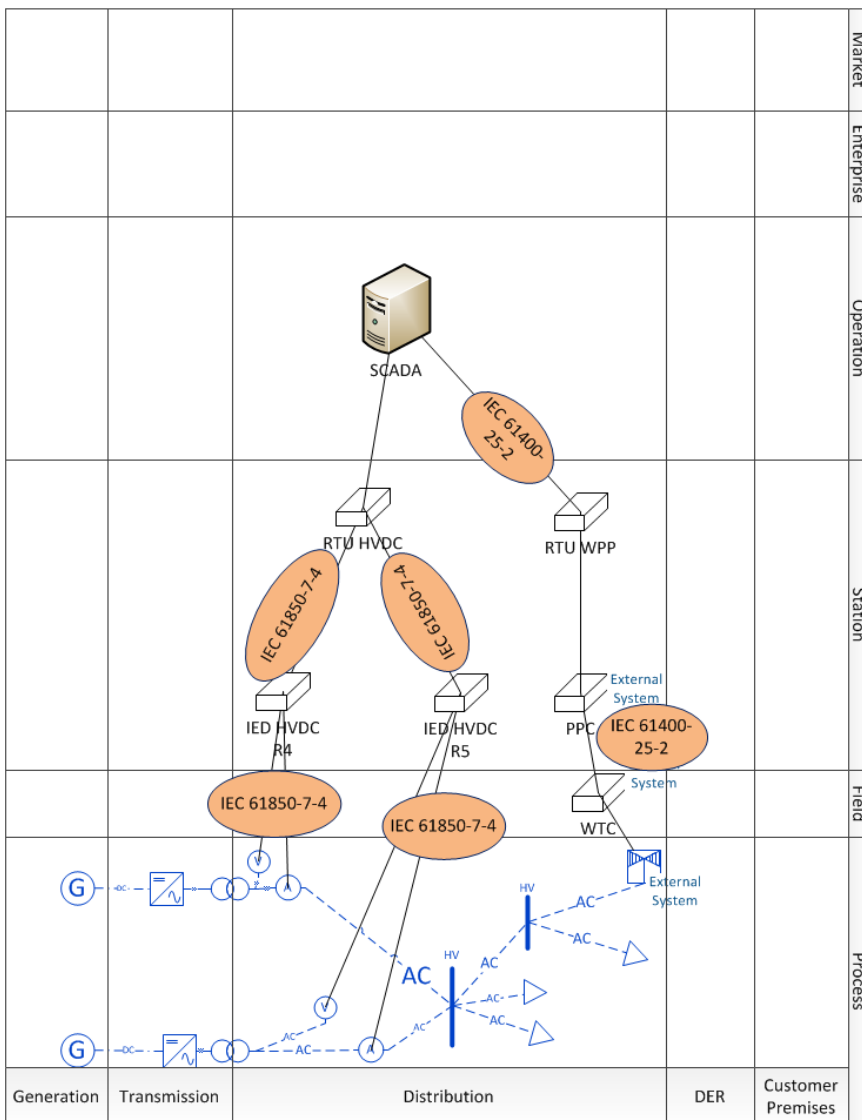 Market
Enterprise
Operation
SCADA
IEC 61400-
25-2
RTU HVDC
RTU WPP
Station
IEC 61850-7-4
IEC 61850-7-4
External
System
IED HVDC
R4
IED HVDC
R5
PPC
IEC 61400-
25-2
System
Field
IEC 61850-7-4
IEC 61850-7-4
WTC
V
G
DC
A
HV
AC
External
System
AC
AC
HV
AC
Process
V
AC
AC
G
DC
AC
AC
A
AC
AC
Generation
Transmission
Distribution
DER
Customer
Premises